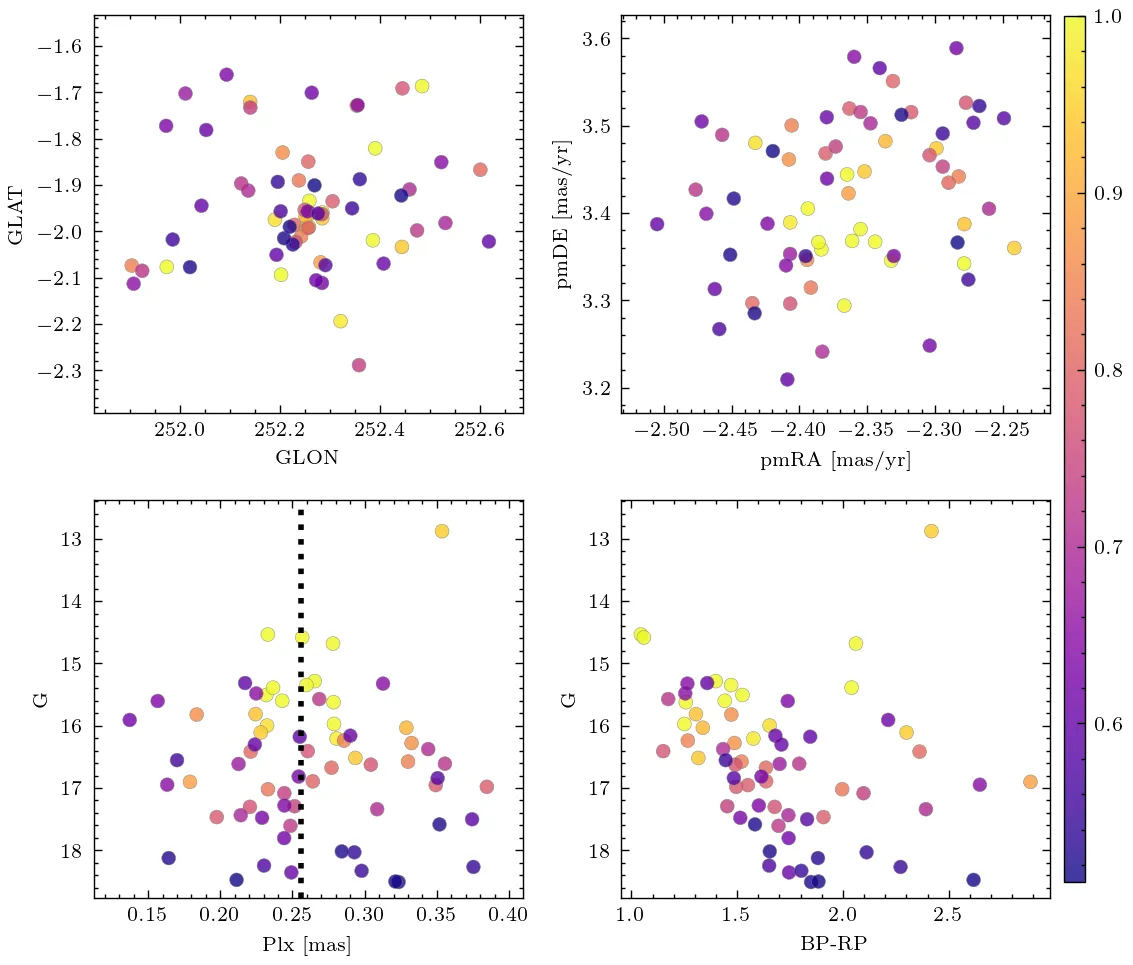 −1.6
−1.7
−1.8
−1.9
−2.0
−2.1
−2.2
−2.3
GLAT
252.0 252.2 252.4 252.6
GLON
3.6
3.5
3.4
3.3
3.2
pmDE [mas/yr]
−2.50 −2.45 −2.40 −2.35 −2.30 −2.25
pmRA [mas/yr]
1.0
0.9
0.8
0.7
0.6
13
14
15
16
17
18
G
0.15 0.20 0.25 0.30 0.35 0.40
Plx [mas]
13
14
15
16
17
18
G
1.0 1.5 2.0 2.5
BP-RP